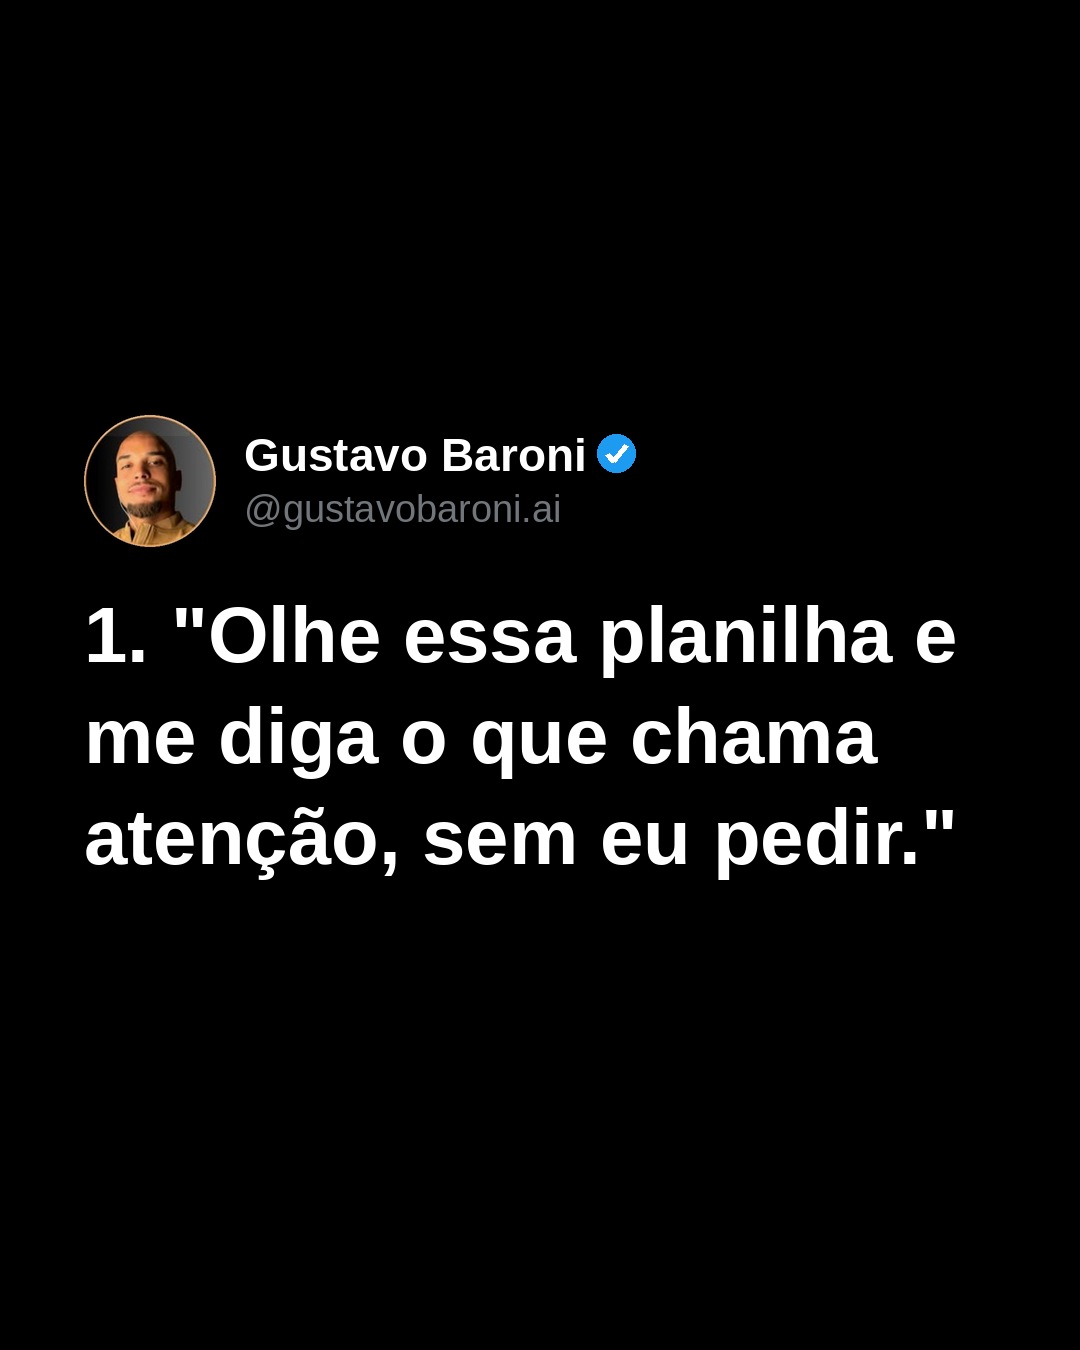 Gustavo Baroni
@gustavobaroni.ai
1. "Olhe essa planilha e
me diga o que chama
atenção, sem eu pedir."